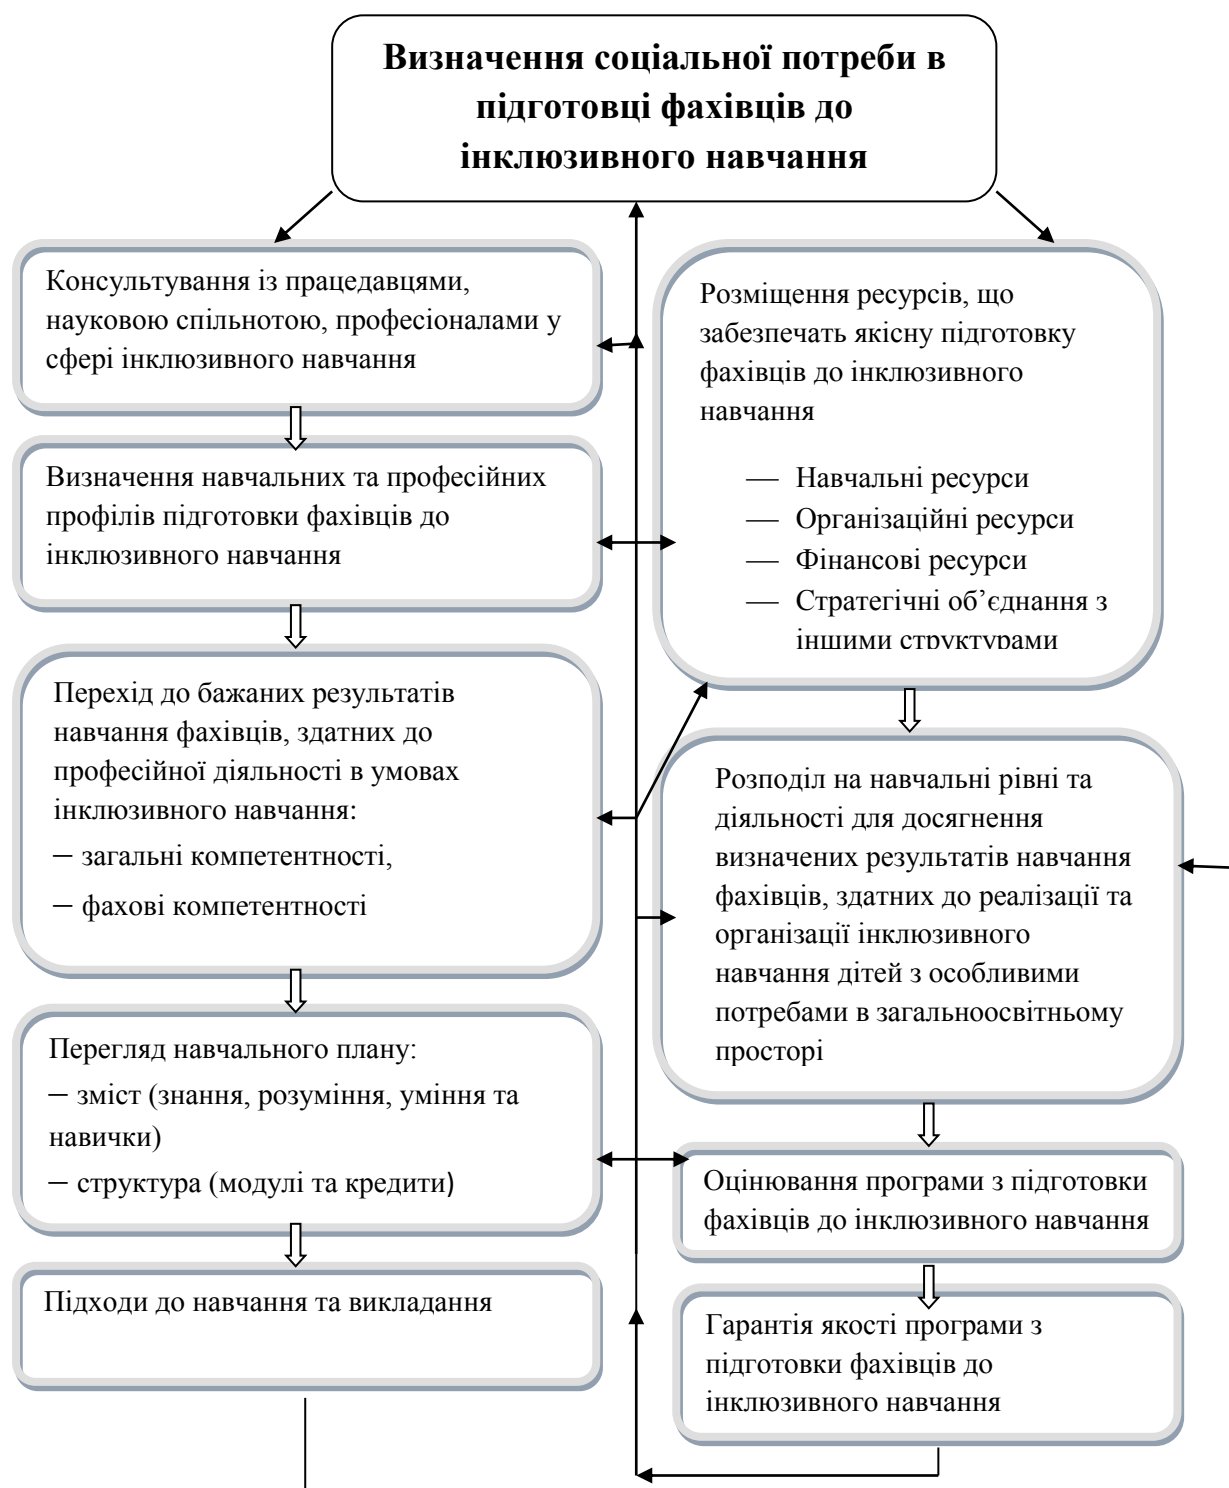 Визначення соціальної потреби в
підготовці фахівців до
інклюзивного навчання
Консультування із працедавцями,
науковою спільнотою, професіоналами у
сфері інклюзивного навчання
Визначення навчальних та професійних
профілів підготовки фахівців до
інклюзивного навчання
Перехід до бажаних результатів
навчання фахівців, здатних до
професійної діяльності в умовах
інклюзивного навчання:
– загальні компетентності,
– фахові компетентності
Перегляд навчального плану:
– зміст (знання, розуміння, уміння та
навички)
– структура (модулі та кредити)
Підходи до навчання та викладання
Розміщення ресурсів, що
забезпечать якісну підготовку
фахівців до інклюзивного
навчання
— Навчальні ресурси
— Організаційні ресурси
— Фінансові ресурси
— Стратегічні об’єднання з
іншими структурами
Розподіл на навчальні рівні та
діяльності для досягнення
визначених результатів навчання
фахівців, здатних до реалізації та
організації інклюзивного
навчання дітей з особливими
потребами в загальноосвітньому
просторі
Оцінювання програми з підготовки
фахівців до інклюзивного навчання
Гарантія якості програми з
підготовки фахівців до
інклюзивного навчання